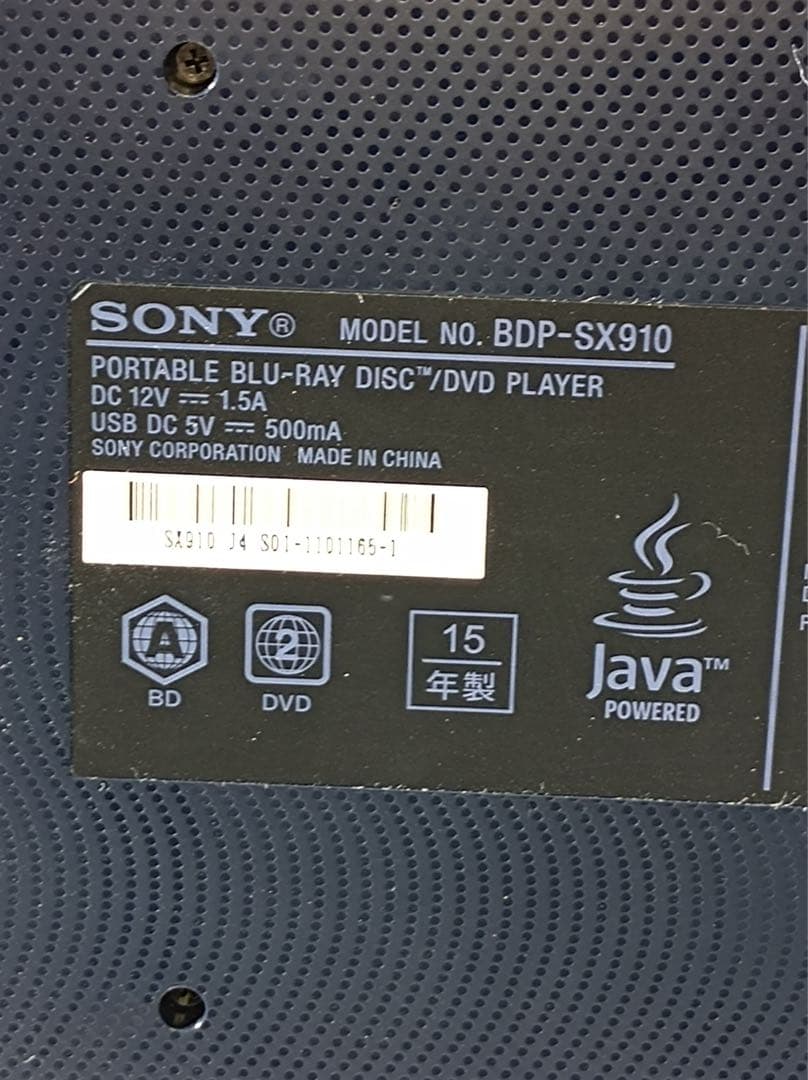 SONY® MODEL NO. BDP-SX910
PORTABLE BLU-RAY DISC™/DVD PLAYER
DC 12V ⎓ 1.5A
USB DC 5V ⎓ 500mA
SONY CORPORATION MADE IN CHINA
SX910 J4 S01-1101165-1
A
BD
2
DVD
15
年製
Java™
POWERED